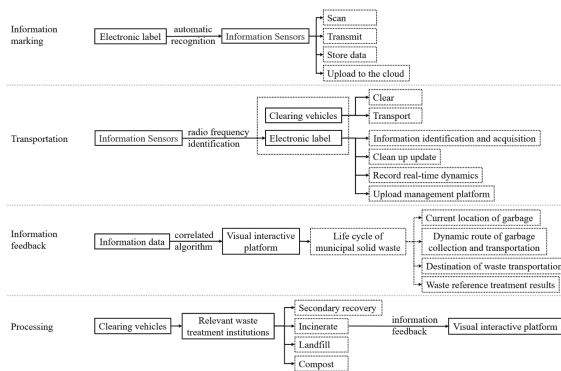 Information
marking
Electronic label
automatic
recognition
Information Sensors
Scan
Transmit
Store data
Upload to the cloud
Transportation
Information Sensors
radio frequency
identification
Clearing vehicles
Electronic label
Clear
Transport
Information identification and acquisition
Clean up update
Record real-time dynamics
Upload management platform
Information
feedback
Information data
correlated
algorithm
Visual interactive
platform
Life cycle of
municipal solid waste
Current location of garbage
Dynamic route of garbage
collection and transportation
Destination of waste transportation
Waste reference treatment results
Processing
Clearing vehicles
Relevant waste
treatment institutions
Secondary recovery
Incinerate
Landfill
Compost
information
feedback
Visual interactive platform